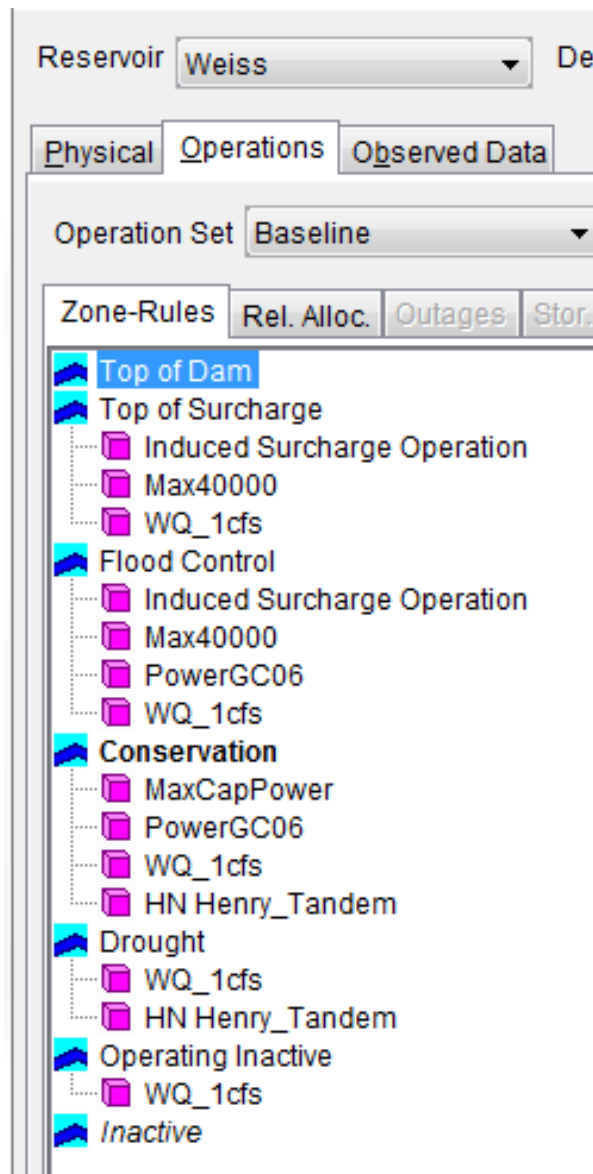 Reservoir Weiss De
Physical Operations Observed Data
Operation Set Baseline
Zone-Rules Rel. Alloc. Outages Stor.
Top of Dam
Top of Surcharge
Induced Surcharge Operation
Max40000
WQ_1cfs
Flood Control
Induced Surcharge Operation
Max40000
PowerGC06
WQ_1cfs
Conservation
MaxCapPower
PowerGC06
WQ_1cfs
HN Henry_Tandem
Drought
WQ_1cfs
HN Henry_Tandem
Operating Inactive
WQ_1cfs
Inactive